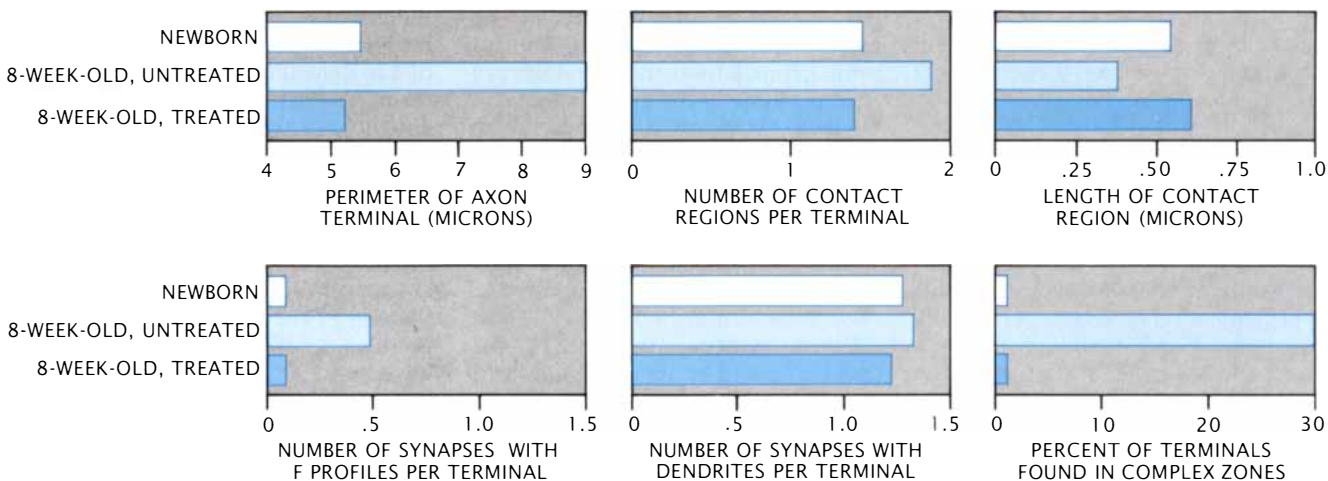 NEWBORN
8-WEEK-OLD, UNTREATED
8-WEEK-OLD, TREATED
4 5 6 7 8 9
PERIMETER OF AXON
TERMINAL (MICRONS)
0 1 2
NUMBER OF CONTACT
REGIONS PER TERMINAL
0 .25 .50 .75 1.0
LENGTH OF CONTACT
REGION (MICRONS)
NEWBORN
8-WEEK-OLD, UNTREATED
8-WEEK-OLD, TREATED
0 .5 1.0 1.5
NUMBER OF SYNAPSES WITH
F PROFILES PER TERMINAL
0 .5 1.0 1.5
NUMBER OF SYNAPSES WITH
DENDRITES PER TERMINAL
0 10 20 30
PERCENT OF TERMINALS
FOUND IN COMPLEX ZONES